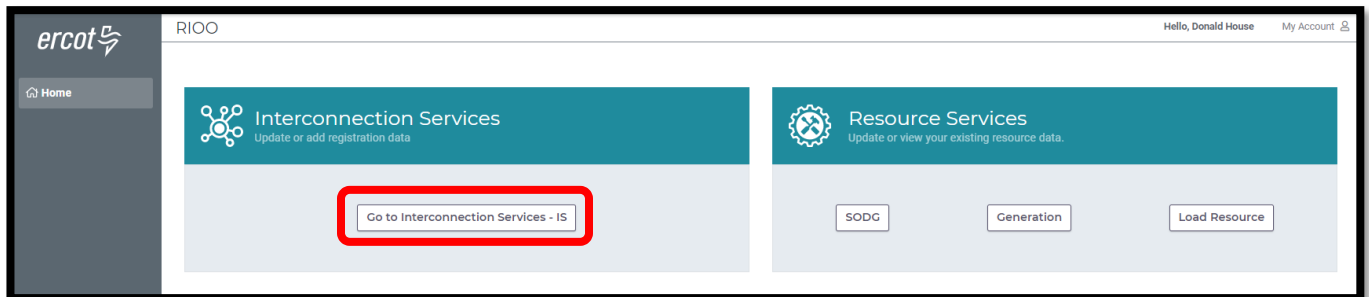 ercot
RIOO
Hello, Donald House
My Account
Home
Interconnection Services
Update or add registration data
Go to Interconnection Services - IS
Resource Services
Update or view your existing resource data.
SODG
Generation
Load Resource